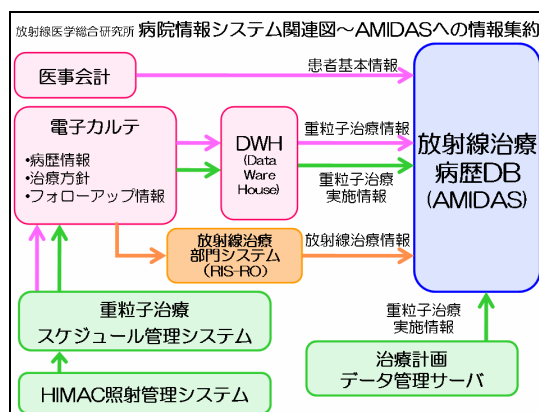 放射線医学総合研究所 病院情報システム関連図～AMIDASへの情報集約
医事会計
患者基本情報
電子カルテ
•病歴情報
•治療方針
•フォローアップ情報
DWH
(Data
Ware
House)
重粒子治療情報
重粒子治療
実施情報
放射線治療
病歴DB
(AMIDAS)
放射線治療
部門システム
(RIS-RO)
放射線治療情報
重粒子治療
スケジュール管理システム
重粒子治療
実施情報
治療計画
データ管理サーバ
HIMAC照射管理システム